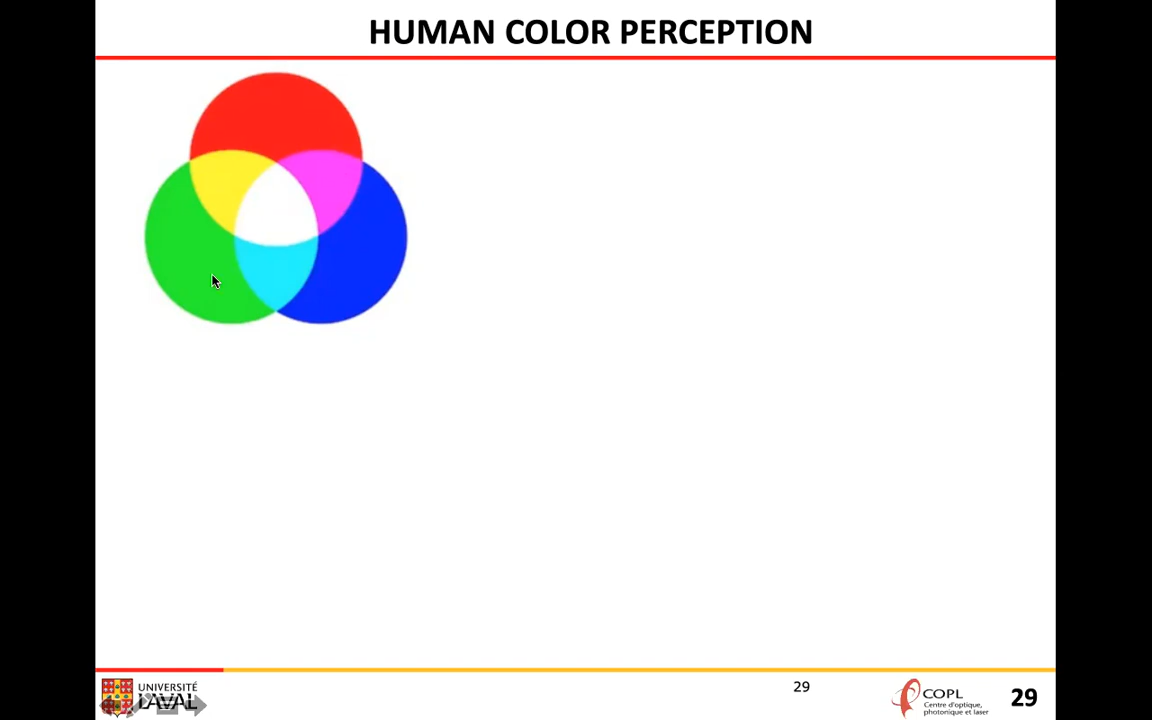 HUMAN COLOR PERCEPTION
UNIVERSITÉ
LAVAL
29
COPL
Centre d'optique,
photonique et laser
29